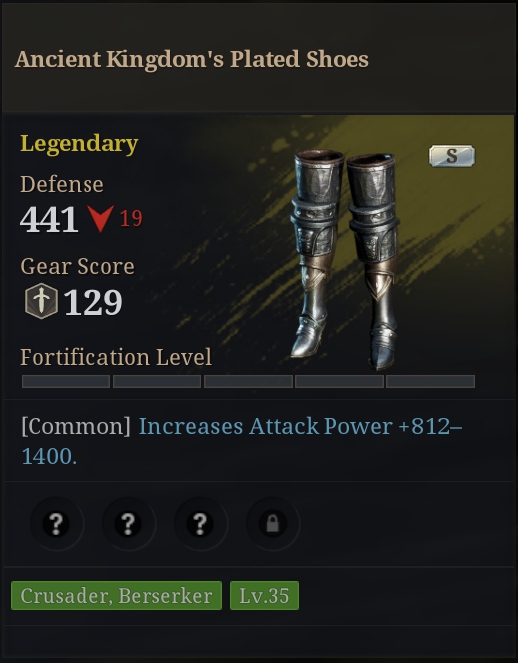 Ancient Kingdom's Plated Shoes
Legendary
S
Defense
441 19
Gear Score
129
Fortification Level
[Common] Increases Attack Power +812–
1400.
? ? ?
Crusader, Berserker Lv.35